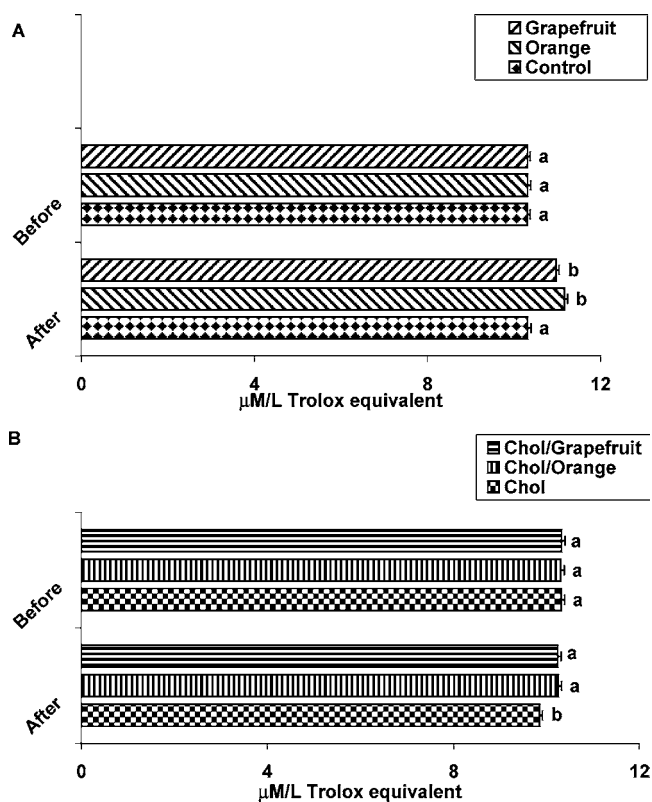 A
Grapefruit
Orange
Control
Before
a
a
a
After
b
b
a
0 4 8 12
µM/L Trolox equivalent
B
Chol/Grapefruit
Chol/Orange
Chol
Before
a
a
a
After
a
a
b
0 4 8 12
µM/L Trolox equivalent